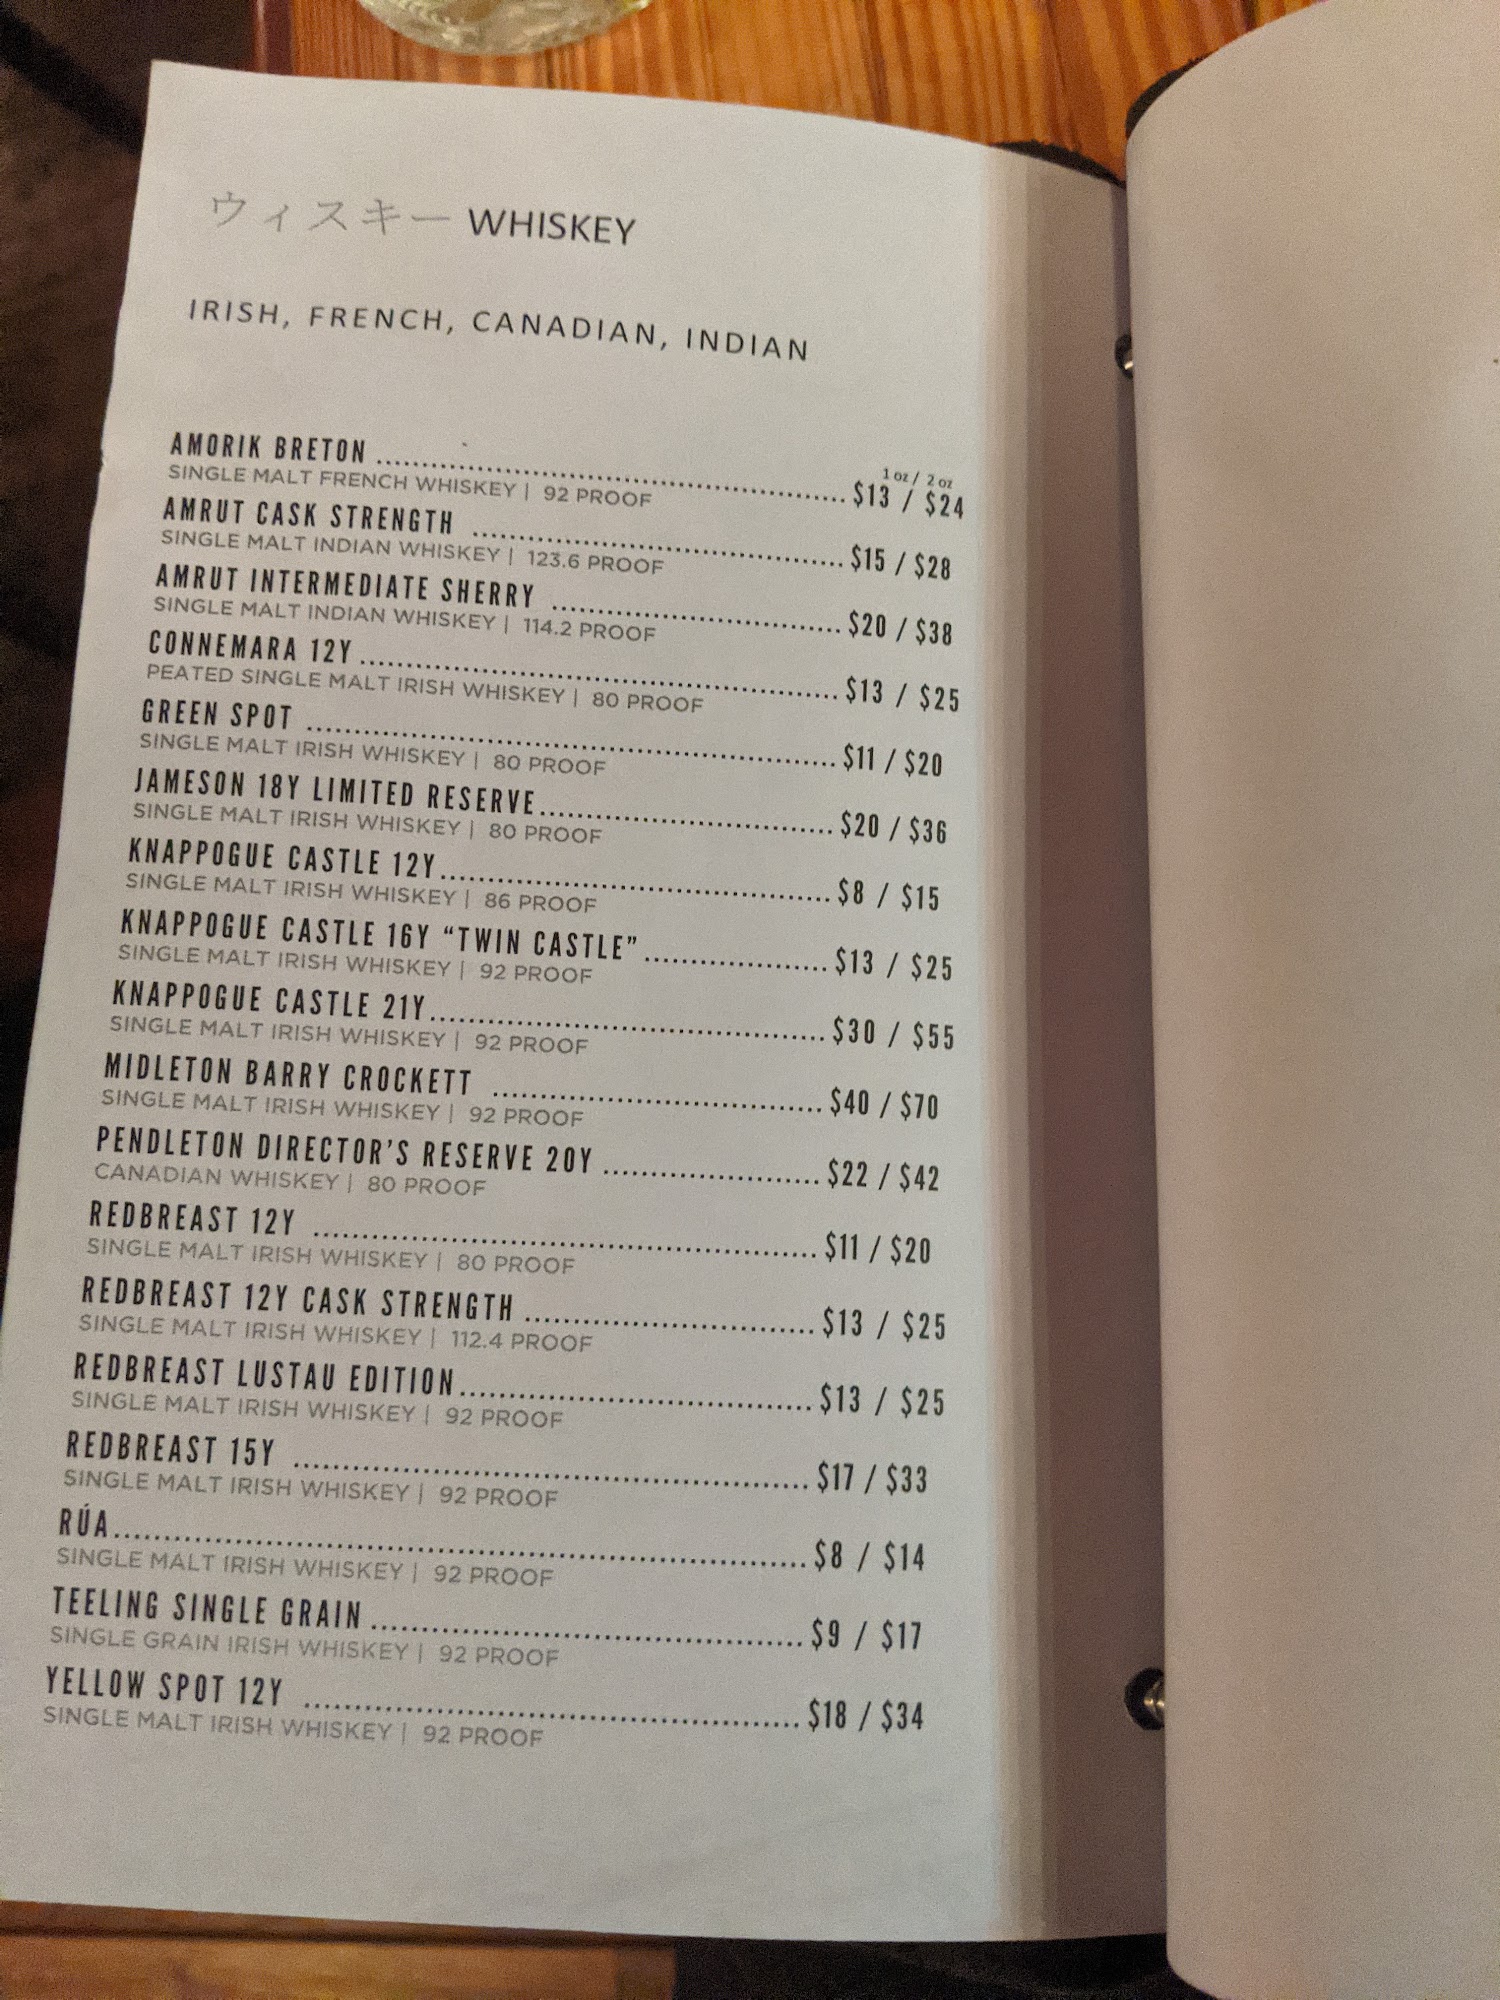 ウィスキー WHISKEY
IRISH, FRENCH, CANADIAN, INDIAN
1 oz / 2 oz
AMORIK BRETON ........ $13 / $24
SINGLE MALT FRENCH WHISKEY | 92 PROOF
AMRUT CASK STRENGTH ........ $15 / $28
SINGLE MALT INDIAN WHISKEY | 123.6 PROOF
AMRUT INTERMEDIATE SHERRY ........ $20 / $38
SINGLE MALT INDIAN WHISKEY | 114.2 PROOF
CONNEMARA 12Y ........ $13 / $25
PEATED SINGLE MALT IRISH WHISKEY | 80 PROOF
GREEN SPOT ........ $11 / $20
SINGLE MALT IRISH WHISKEY | 80 PROOF
JAMESON 18Y LIMITED RESERVE ........ $20 / $36
SINGLE MALT IRISH WHISKEY | 80 PROOF
KNAPPOGUE CASTLE 12Y ........ $8 / $15
SINGLE MALT IRISH WHISKEY | 86 PROOF
KNAPPOGUE CASTLE 16Y “TWIN CASTLE” ........ $13 / $25
SINGLE MALT IRISH WHISKEY | 92 PROOF
KNAPPOGUE CASTLE 21Y ........ $30 / $55
SINGLE MALT IRISH WHISKEY | 92 PROOF
MIDLETON BARRY CROCKETT ........ $40 / $70
SINGLE MALT IRISH WHISKEY | 92 PROOF
PENDLETON DIRECTOR’S RESERVE 20Y ........ $22 / $42
CANADIAN WHISKEY | 80 PROOF
REDBREAST 12Y ........ $11 / $20
SINGLE MALT IRISH WHISKEY | 80 PROOF
REDBREAST 12Y CASK STRENGTH ........ $13 / $25
SINGLE MALT IRISH WHISKEY | 112.4 PROOF
REDBREAST LUSTAU EDITION ........ $13 / $25
SINGLE MALT IRISH WHISKEY | 92 PROOF
REDBREAST 15Y ........ $17 / $33
SINGLE MALT IRISH WHISKEY | 92 PROOF
RÚA ........ $8 / $14
SINGLE MALT IRISH WHISKEY | 92 PROOF
TEELING SINGLE GRAIN ........ $9 / $17
SINGLE GRAIN IRISH WHISKEY | 92 PROOF
YELLOW SPOT 12Y ........ $18 / $34
SINGLE MALT IRISH WHISKEY | 92 PROOF